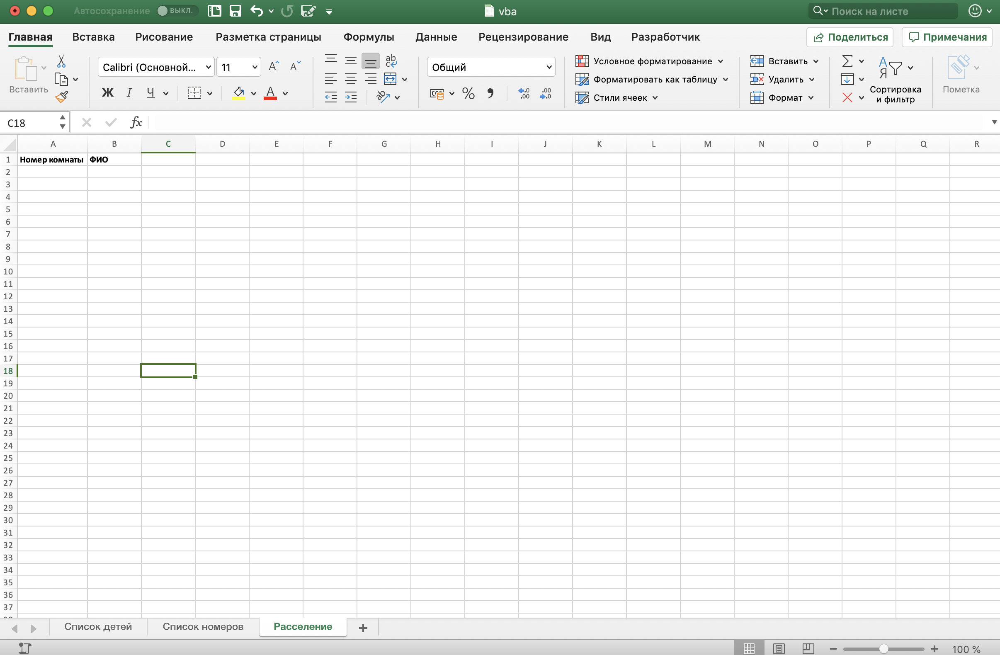 Автосохранение ВЫКЛ. vba Поиск на листе
Главная Вставка Рисование Разметка страницы Формулы Данные Рецензирование Вид Разработчик Поделиться Примечания
Вставить
Calibri (Основной... 11
Ж I Ч
Общий
Условное форматирование
Форматировать как таблицу
Стили ячеек
Вставить
Удалить
Формат
Сортировка
и фильтр
Пометка
C18 fx
A B C D E F G H I J K L M N O P Q R
1 Номер комнаты ФИО
2
3
4
5
6
7
8
9
10
11
12
13
14
15
16
17
18
19
20
21
22
23
24
25
26
27
28
29
30
31
32
33
34
35
36
37
Список детей Список номеров Расселение +
100 %